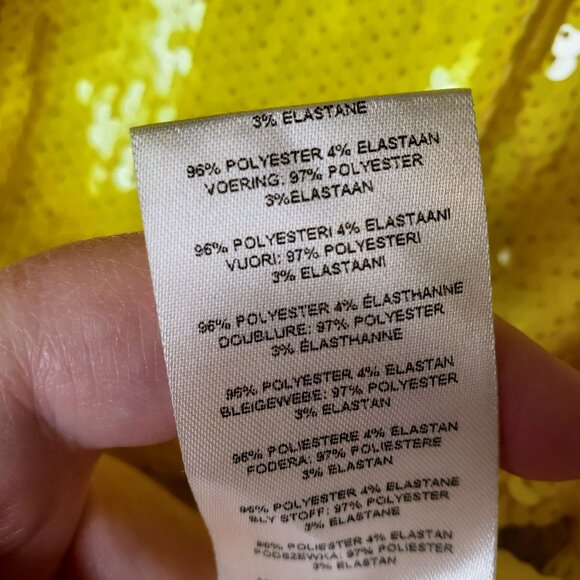 3% ELASTANE
96% POLYESTER 4% ELASTAAN
VOERING: 97% POLYESTER
3%ELASTAAN
96% POLYESTERI 4% ELASTAANI
VUORI: 97% POLYESTERI
3% ELASTAANI
96% POLYESTER 4% ÉLASTHANNE
DOUBLURE: 97% POLYESTER
3% ÉLASTHANNE
96% POLYESTER 4% ELASTAN
BLEIGEWEBE: 97% POLYESTER
3% ELASTAN
96% POLIESTERE 4% ELASTAN
FODERA: 97% POLIESTERE
3% ELASTAN
96% POLYESTER 4% ELASTANE
BLY STOFF: 97% POLYESTER
3% ELASTANE
96% POLIESTER 4% ELASTAN
PODSZEWKA: 97% POLIESTER
3% ELASTAN